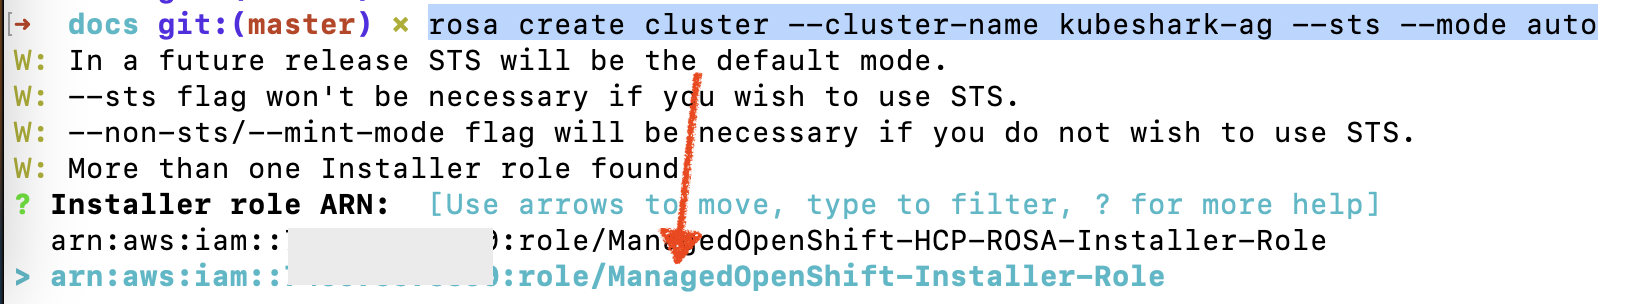 [→ docs git:(master) × rosa create cluster --cluster-name kubeshark-ag --sts --mode auto
W: In a future release STS will be the default mode.
W: --sts flag won't be necessary if you wish to use STS.
W: --non-sts/--mint-mode flag will be necessary if you do not wish to use STS.
W: More than one Installer role found
? Installer role ARN: [Use arrows to move, type to filter, ? for more help]
arn:aws:iam:: :role/ManagedOpenShift-HCP-ROSA-Installer-Role
> arn:aws:iam:: :role/ManagedOpenShift-Installer-Role